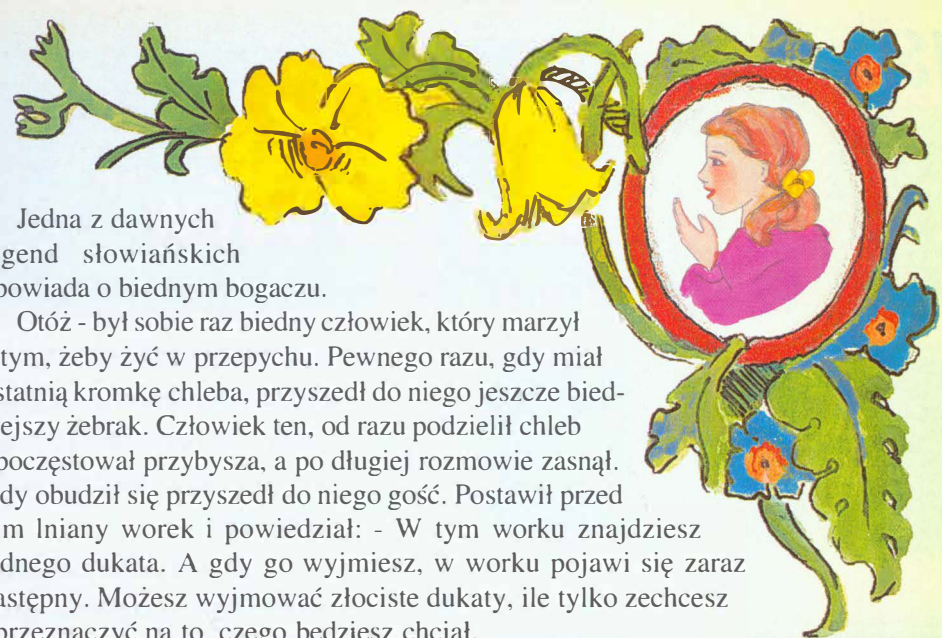 Jedna z dawnych
gend słowiańskich
powiada o biednym bogaczu.
Otóż - był sobie raz biedny człowiek, który marzył
tym, żeby żyć w przepychu. Pewnego razu, gdy miał
statnią kromkę chleba, przyszedł do niego jeszcze bied-
ejszy żebrak. Człowiek ten, od razu podzielił chleb
poczęstował przybysza, a po długiej rozmowie zasnął.
dy obudził się przyszedł do niego gość. Postawił przed
m lniany worek i powiedział: - W tym worku znajdziesz
dnego dukata. A gdy go wyjmiesz, w worku pojawi się zaraz
astępny. Możesz wyjmować złociste dukaty, ile tylko zechcesz
przeznaczyć na to, czego będziesz chciał.